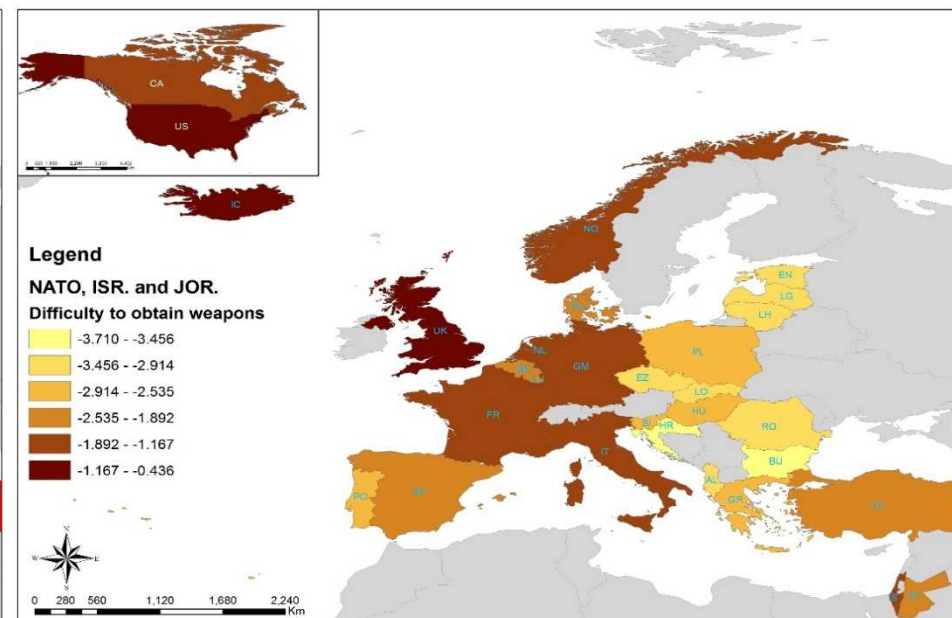 CA
US
IC
NO
EN
LG
LH
UK
NL
GM
PL
EZ
LO
FR
HU
HR
RO
IT
BU
AL
PO
GR
Legend
NATO, ISR. and JOR.
Difficulty to obtain weapons
-3.710 - -3.456
-3.456 - -2.914
-2.914 - -2.535
-2.535 - -1.892
-1.892 - -1.167
-1.167 - -0.436
N
W
E
S
0 280 560 1,120 1,680 2,240
Km